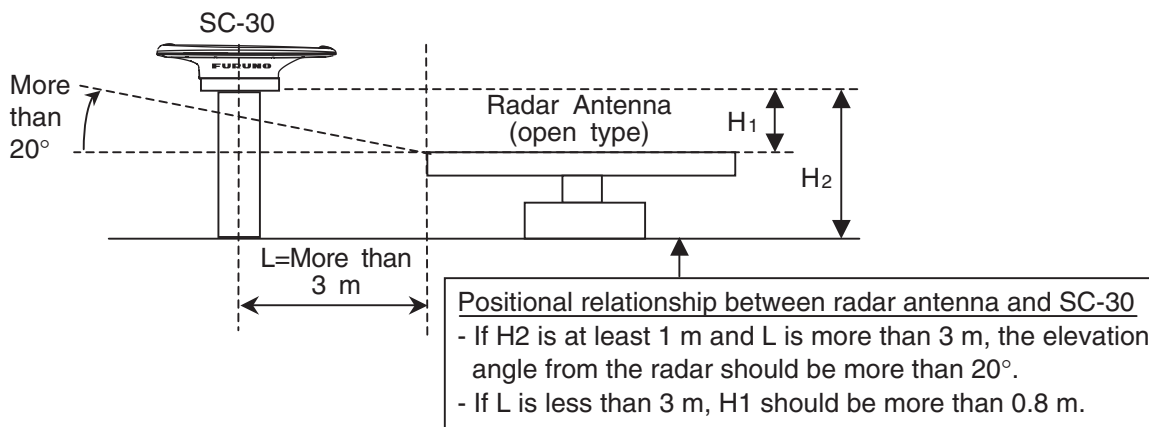 SC-30
FURUNO
More
than
20°
Radar Antenna
(open type)
H1
H2
L=More than
3 m
Positional relationship between radar antenna and SC-30
- If H2 is at least 1 m and L is more than 3 m, the elevation
angle from the radar should be more than 20°.
- If L is less than 3 m, H1 should be more than 0.8 m.